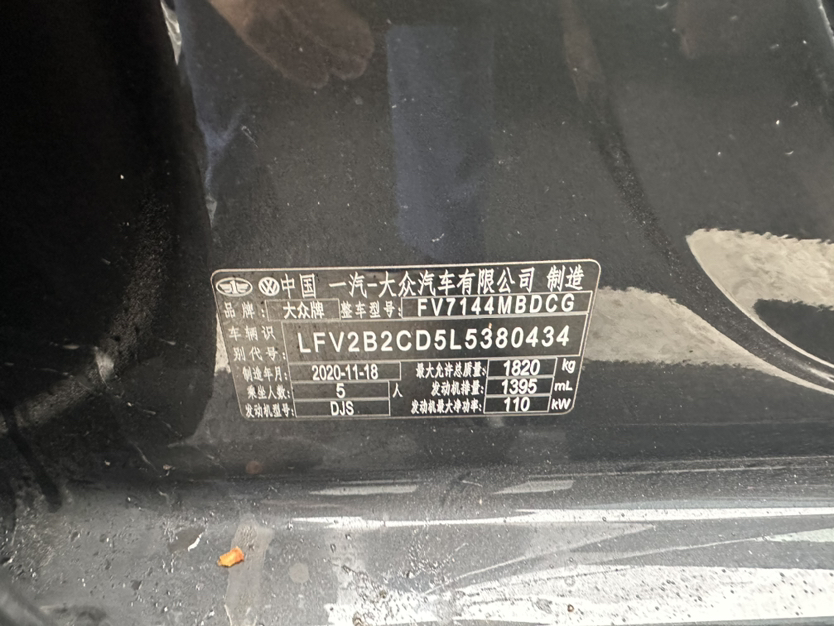 中国 一汽-大众汽车有限公司 制造
品牌: 大众牌 整车型号: FV7144MBDCG
车辆识别代号: LFV2B2CD5L5380434
制造年月: 2020-11-18 最大允许总质量: 1820 kg
乘坐人数: 5 人 发动机排量: 1395 mL
发动机型号: DJS 发动机最大净功率: 110 kW